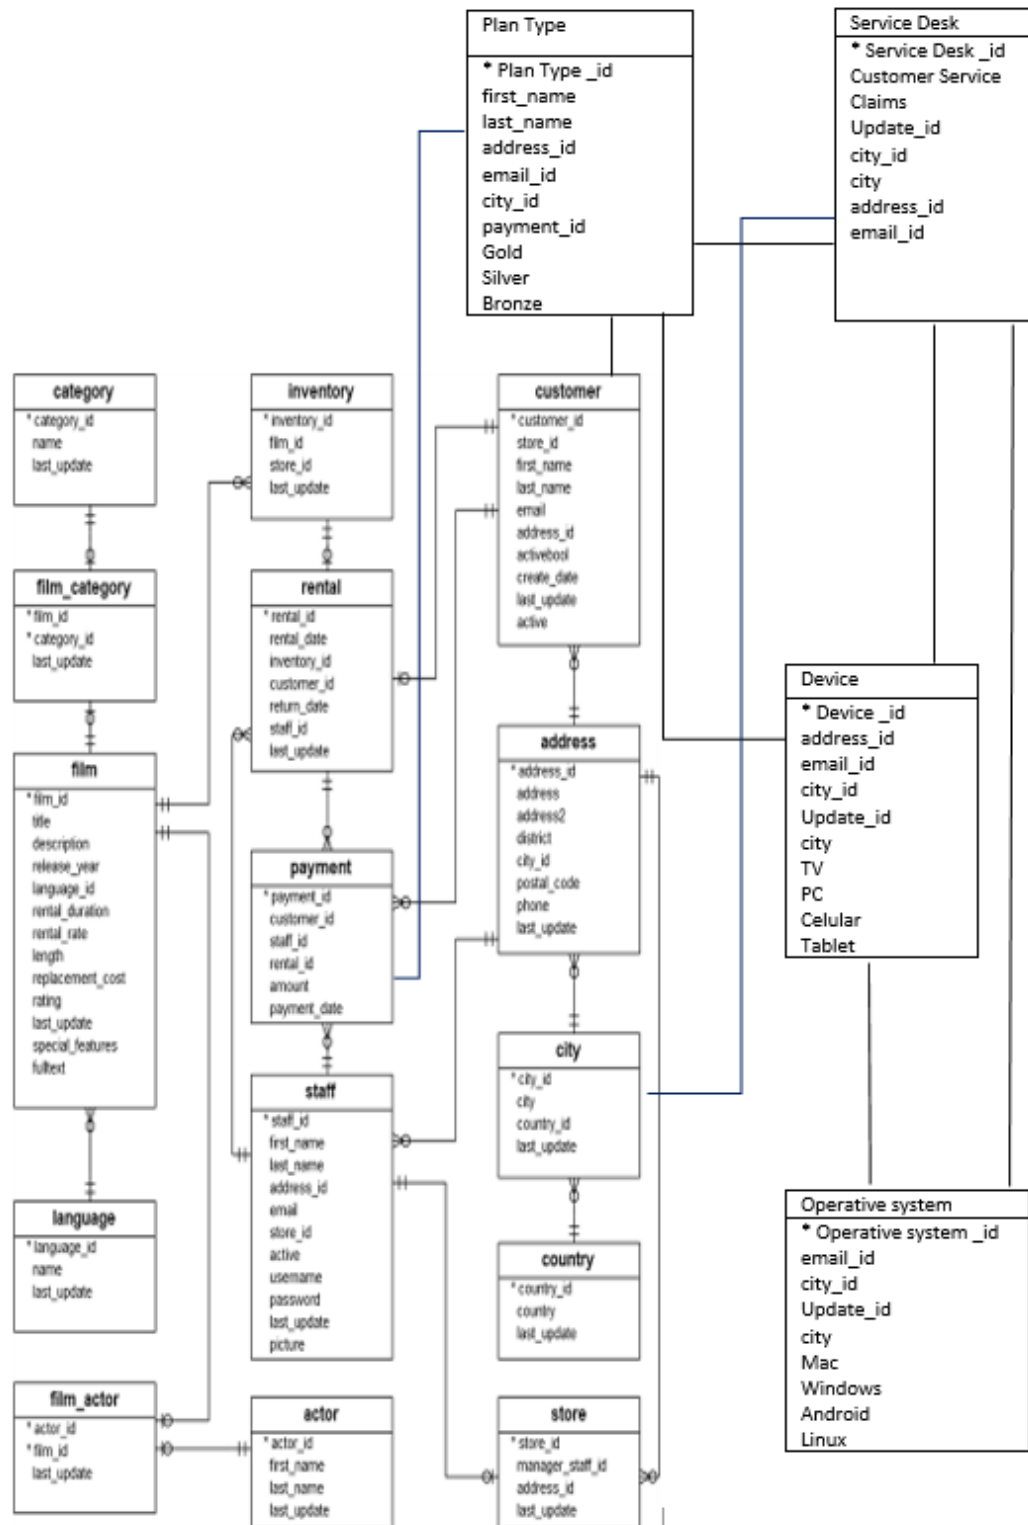 Plan Type
* Plan Type _id
first_name
last_name
address_id
email_id
city_id
payment_id
Gold
Silver
Bronze
Service Desk
* Service Desk _id
Customer Service
Claims
Update_id
city_id
city
address_id
email_id
category
* category_id
name
last_update
inventory
* inventory_id
film_id
store_id
last_update
customer
* customer_id
store_id
first_name
last_name
email
address_id
activebool
create_date
last_update
active
film_category
* film_id
* category_id
last_update
rental
* rental_id
rental_date
inventory_id
customer_id
return_date
staff_id
last_update
Device
* Device _id
address_id
email_id
city_id
Update_id
city
TV
PC
Celular
Tablet
film
* film_id
title
description
release_year
language_id
rental_duration
rental_rate
length
replacement_cost
rating
last_update
special_features
fulltext
address
* address_id
address
address2
district
city_id
postal_code
phone
last_update
payment
* payment_id
customer_id
staff_id
rental_id
amount
payment_date
city
* city_id
city
country_id
last_update
staff
* staff_id
first_name
last_name
address_id
email
store_id
active
username
password
last_update
picture
language
* language_id
name
last_update
country
* country_id
country
last_update
Operative system
* Operative system _id
email_id
city_id
Update_id
city
Mac
Windows
Android
Linux
film_actor
* actor_id
* film_id
last_update
actor
* actor_id
first_name
last_name
last_update
store
* store_id
manager_staff_id
address_id
last_update